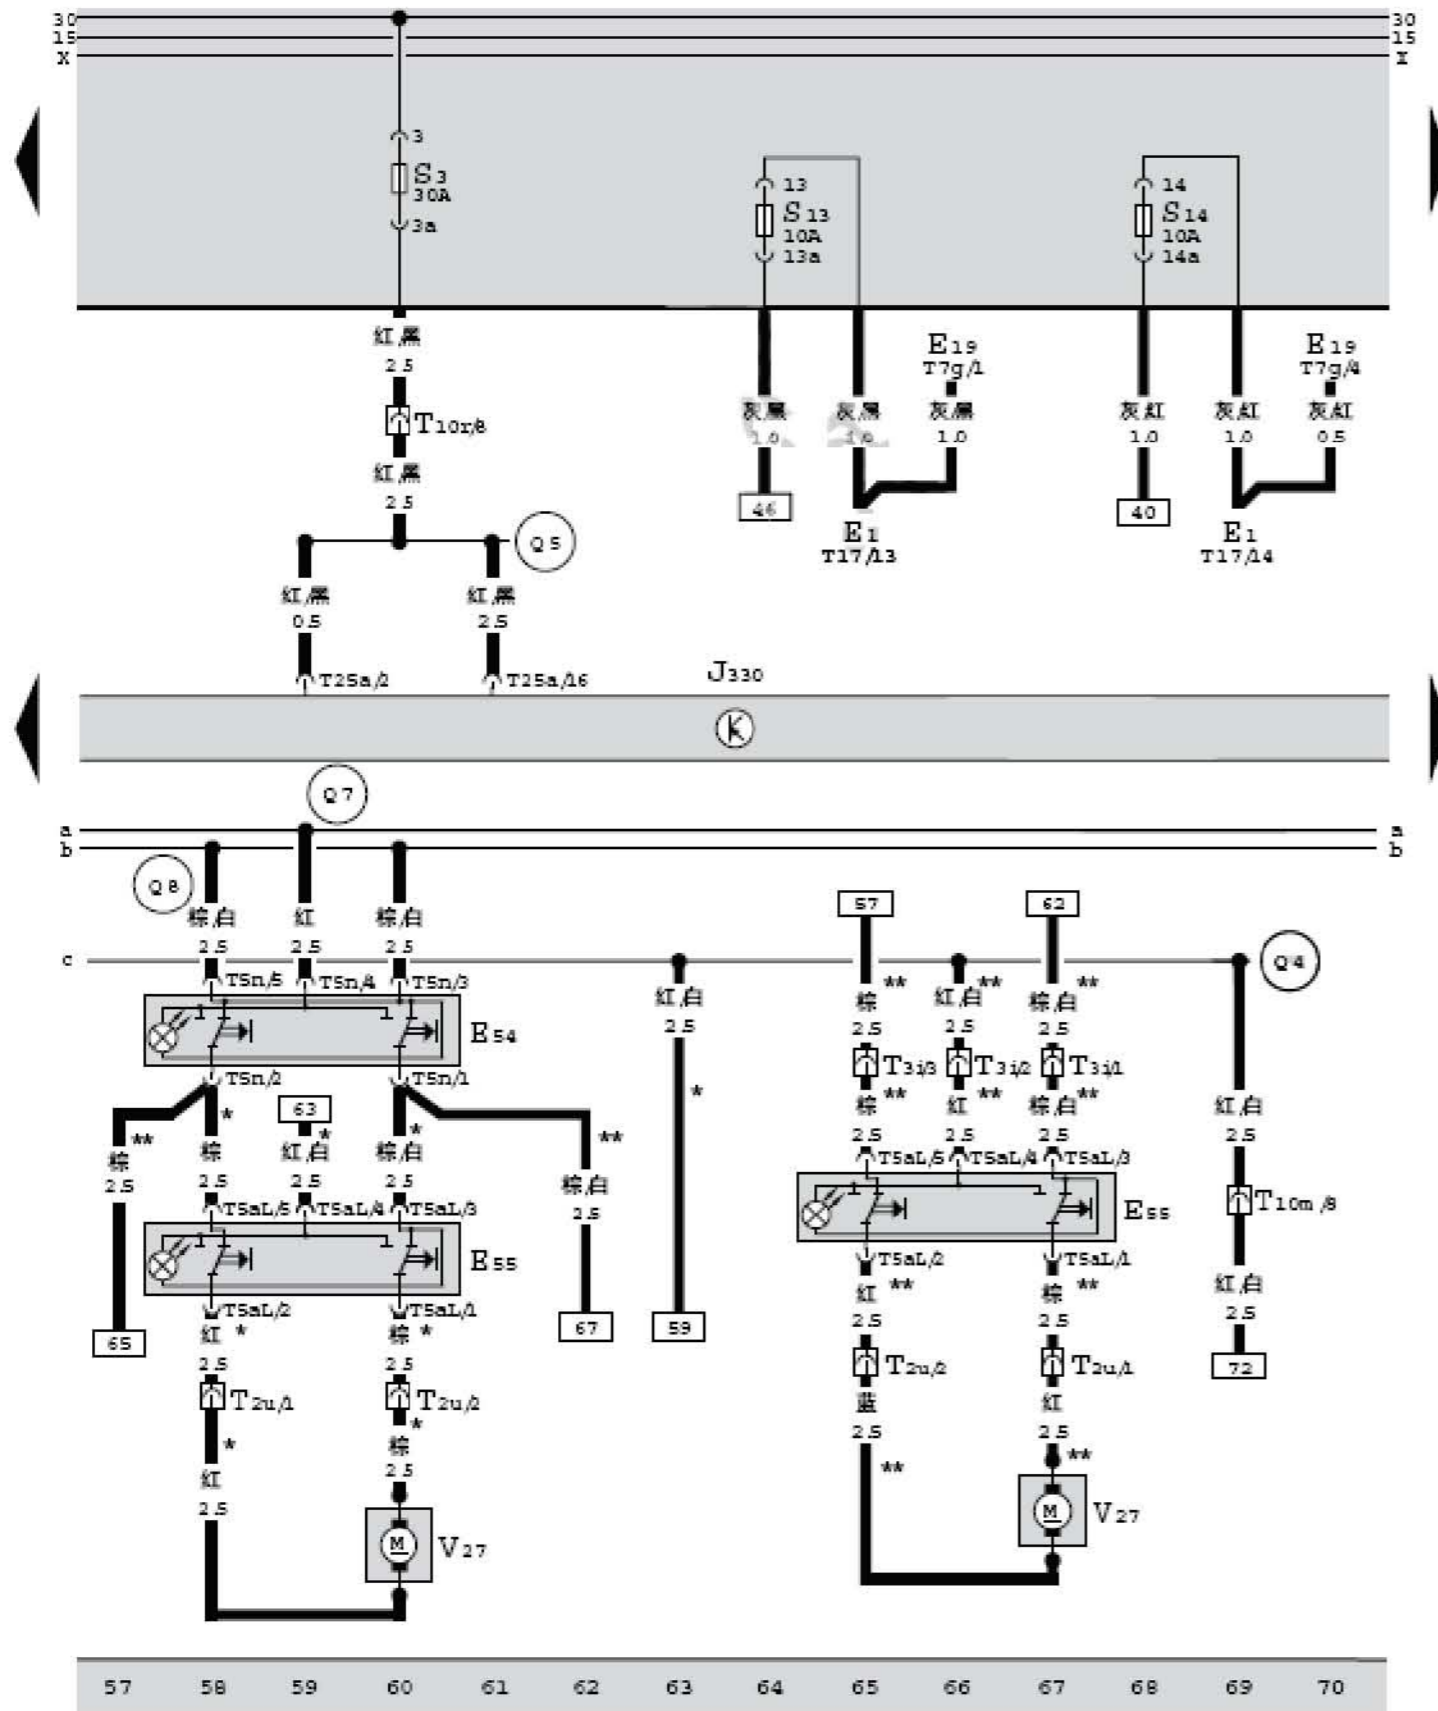 30 30
15 15
X X
3
S3
30A
3a
13
S13
10A
13a
14
S14
10A
14a
红/黑
2.5
T10r/8
红/黑
2.5
Q5
E19
T7g/1
E19
T7g/4
灰/黑 灰/黑 灰/黑 灰/红 灰/红 灰/红
1.0 1.0 1.0 1.0 1.0 0.5
46
E1
T17/13
40
E1
T17/14
红/黑 红/黑
0.5 2.5
T25a/2 T25a/16
J330
K
Q7
a a
b b
Q8
棕/白 红 棕/白
2.5 2.5 2.5
57 62
c
Q4
T5n/5 T5n/4 T5n/3
E54
T5n/2 T5n/1
红/白
2.5
*
** ** **
棕 红/白 棕/白
2.5 2.5 2.5
T3i/3 T3i/2 T3i/1
** ** **
棕 红 棕/白
2.5 2.5 2.5
T5aL/5 T5aL/4 T5aL/3
E55
T5aL/2 T5aL/1
红 ** 棕 **
2.5 2.5
T2u/2 T2u/1
蓝 红
2.5 2.5
** **
M
V27
红/白
2.5
T10m/8
红/白
2.5
72
63
* * *
** **
棕 棕 红/白 棕/白 棕/白
2.5 2.5 2.5 2.5 2.5
T5aL/5 T5aL/4 T5aL/3
E55
T5aL/2 T5aL/1
65 67 59
红 * 棕 *
2.5 2.5
T2u/1 T2u/2
* *
红 棕
2.5 2.5
M
V27
57 58 59 60 61 62 63 64 65 66 67 68 69 70